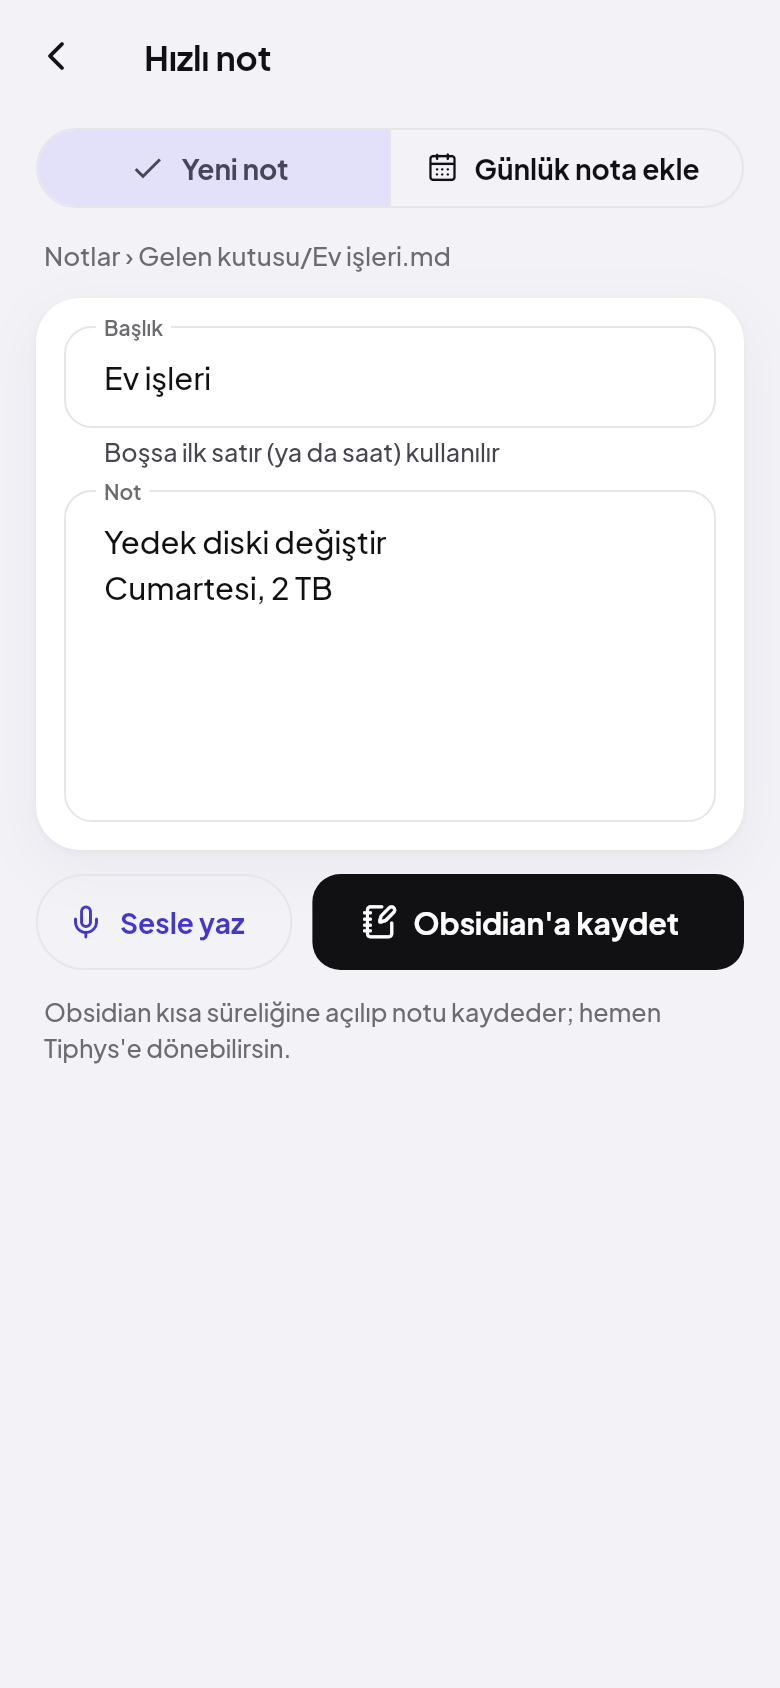 Hızlı not
Yeni not
Günlük nota ekle
Notlar › Gelen kutusu/Ev işleri.md
Başlık
Ev işleri
Boşsa ilk satır (ya da saat) kullanılır
Not
Yedek diski değiştir
Cumartesi, 2 TB
Sesle yaz
Obsidian'a kaydet
Obsidian kısa süreliğine açılıp notu kaydeder; hemen
Tiphys'e dönebilirsin.